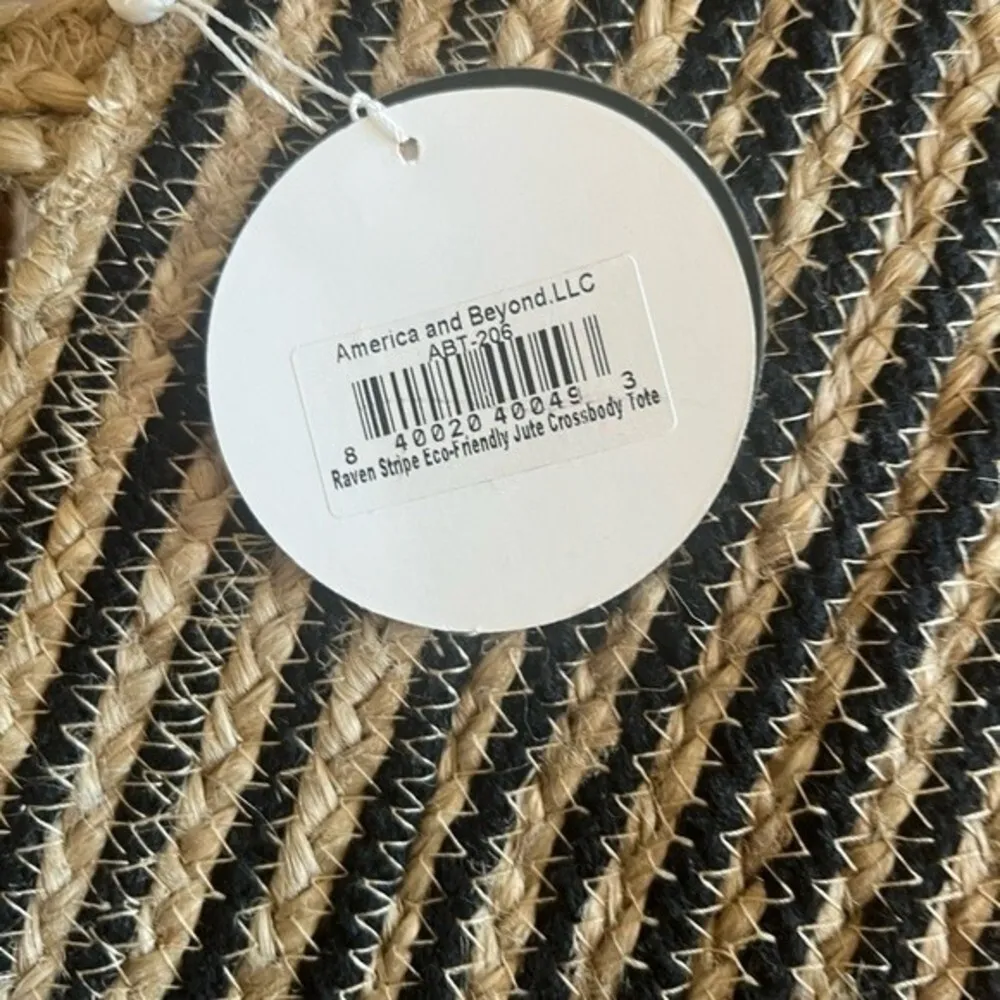 America and Beyond.LLC
ABT-206
8 40020 40049 3
Raven Stripe Eco-Friendly Jute Crossbody Tote